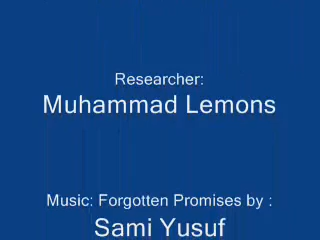 Researcher:
Muhammad Lemons
Music: Forgotten Promises by :
Sami Yusuf